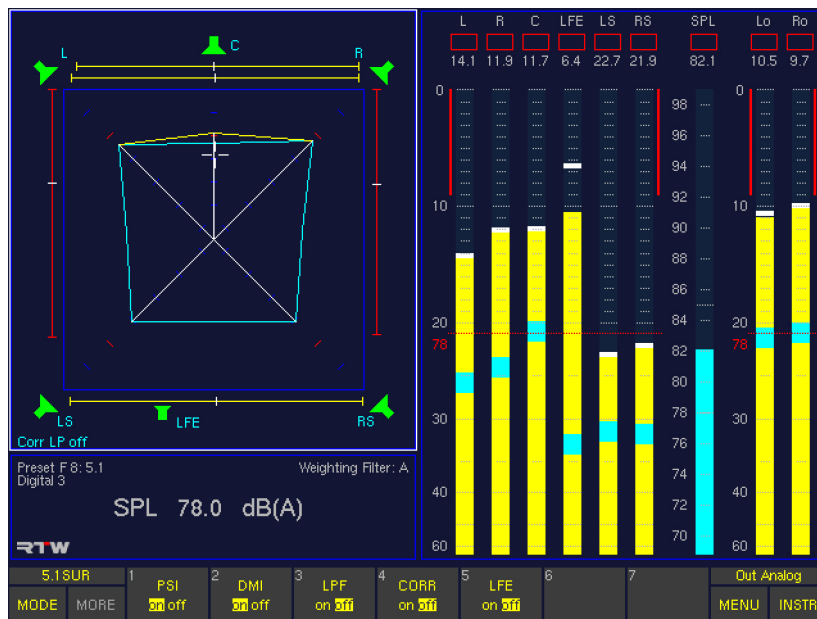 L R C LFE LS RS SPL Lo Ro
14.1 11.9 11.7 6.4 22.7 21.9 82.1 10.5 9.7
C
L R
0 98 0
96
94
92
10 90 10
88
86
20 84 20
78 82
80
30 78 30
76
74
40 72 40
70
60 60
LS LFE RS
Corr LP off
Preset F 8: 5.1 Weighting Filter: A
Digital 3
SPL 78.0 dB(A)
RTW
5.1SUR 1 PSI 2 DMI 3 LPF 4 CORR 5 LFE 6 7 Out Analog
MODE MORE on off on off on off on off on off MENU INSTR